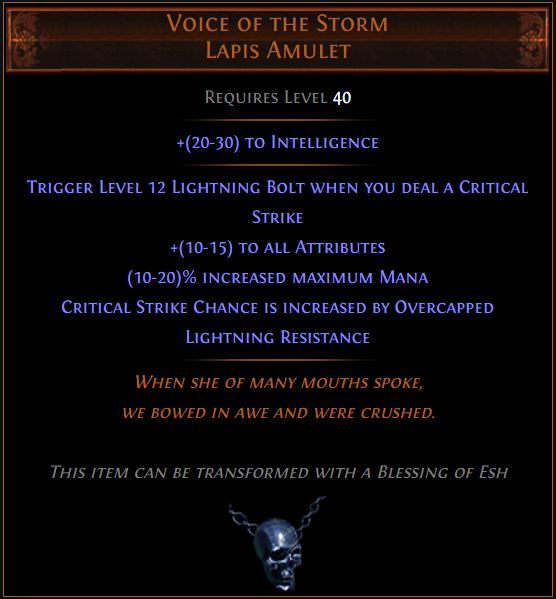 Voice of the Storm
Lapis Amulet
Requires Level 40
+(20-30) to Intelligence
Trigger Level 12 Lightning Bolt when you deal a Critical
Strike
+(10-15) to all Attributes
(10-20)% increased maximum Mana
Critical Strike Chance is increased by Overcapped
Lightning Resistance
When she of many mouths spoke,
we bowed in awe and were crushed.
This item can be transformed with a Blessing of Esh